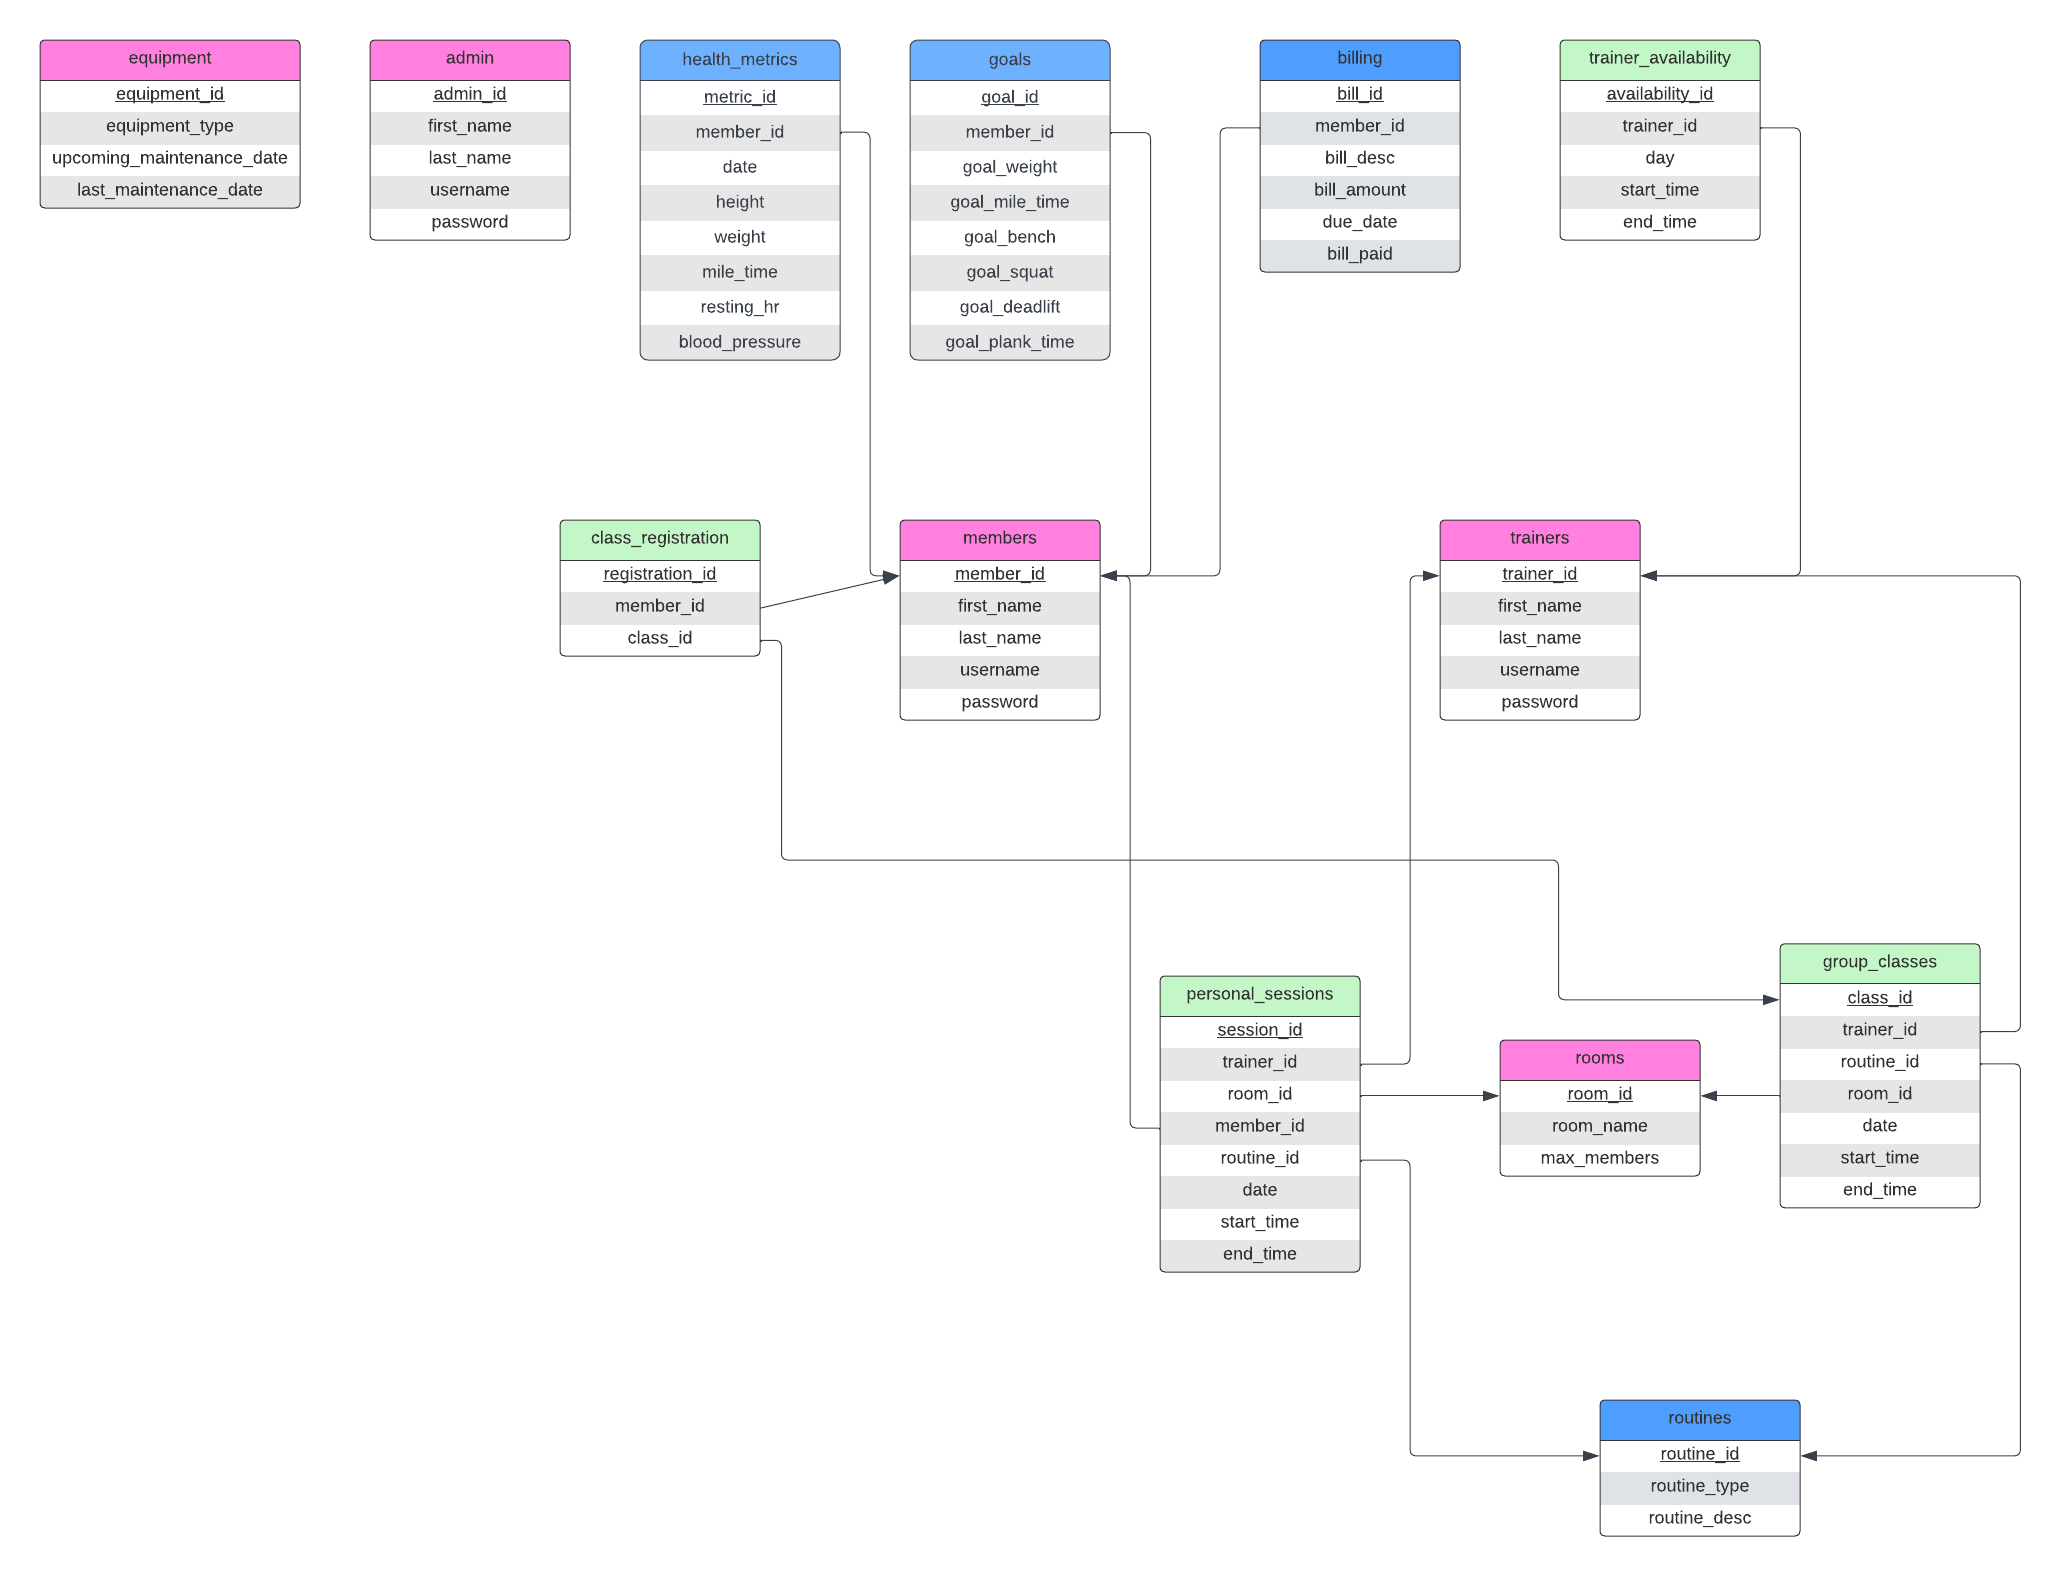 equipment
equipment_id
equipment_type
upcoming_maintenance_date
last_maintenance_date
admin
admin_id
first_name
last_name
username
password
health_metrics
metric_id
member_id
date
height
weight
mile_time
resting_hr
blood_pressure
goals
goal_id
member_id
goal_weight
goal_mile_time
goal_bench
goal_squat
goal_deadlift
goal_plank_time
billing
bill_id
member_id
bill_desc
bill_amount
due_date
bill_paid
trainer_availability
availability_id
trainer_id
day
start_time
end_time
class_registration
registration_id
member_id
class_id
members
member_id
first_name
last_name
username
password
trainers
trainer_id
first_name
last_name
username
password
personal_sessions
session_id
trainer_id
room_id
member_id
routine_id
date
start_time
end_time
rooms
room_id
room_name
max_members
group_classes
class_id
trainer_id
routine_id
room_id
date
start_time
end_time
routines
routine_id
routine_type
routine_desc